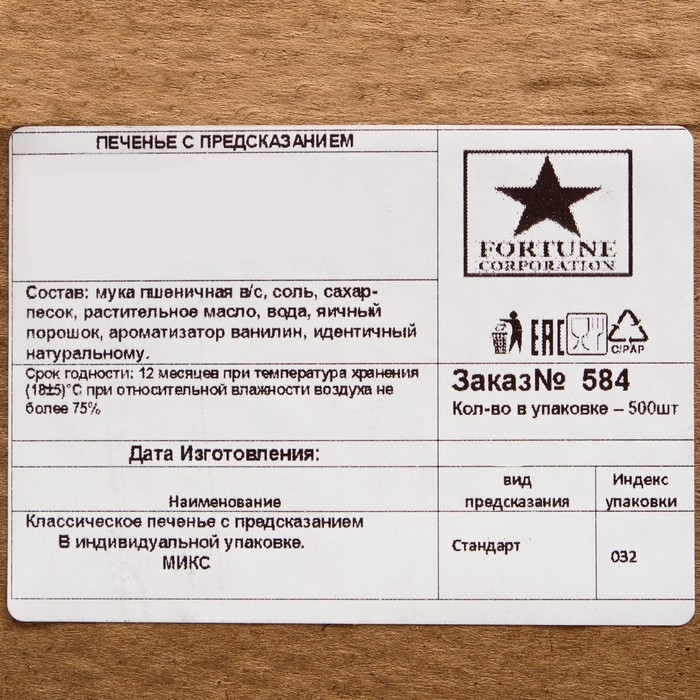 ПЕЧЕНЬЕ С ПРЕДСКАЗАНИЕМ
FORTUNE
CORPORATION
Состав: мука пшеничная в/с, соль, сахар-
песок, растительное масло, вода, яичный
порошок, ароматизатор ванилин, идентичный
натуральному.
EAC
C/PAP
Срок годности: 12 месяцев при температура хранения
(18±5)°С при относительной влажности воздуха не
более 75%
Заказ№ 584
Кол-во в упаковке – 500шт
Дата Изготовления:
Наименование
вид
предсказания
Индекс
упаковки
Классическое печенье с предсказанием
В индивидуальной упаковке.
МИКС
Стандарт
032